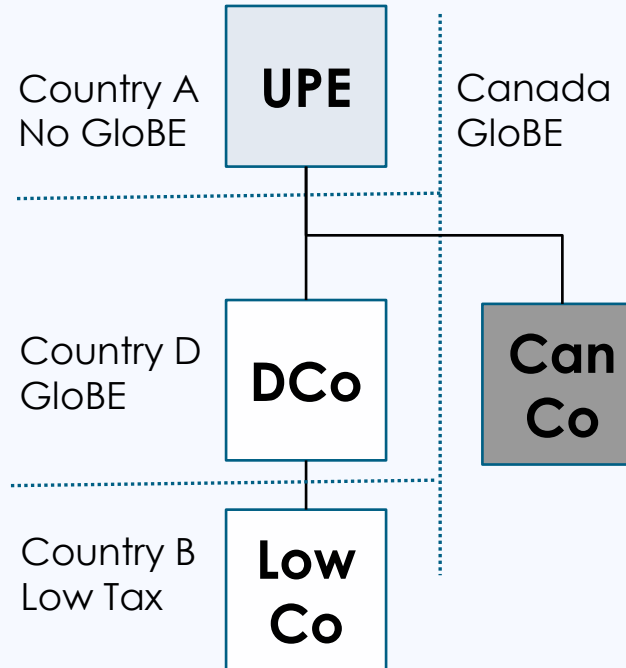 Country A
No GloBE
UPE
Canada
GloBE
Country D
GloBE
DCo
Can
Co
Country B
Low Tax
Low
Co